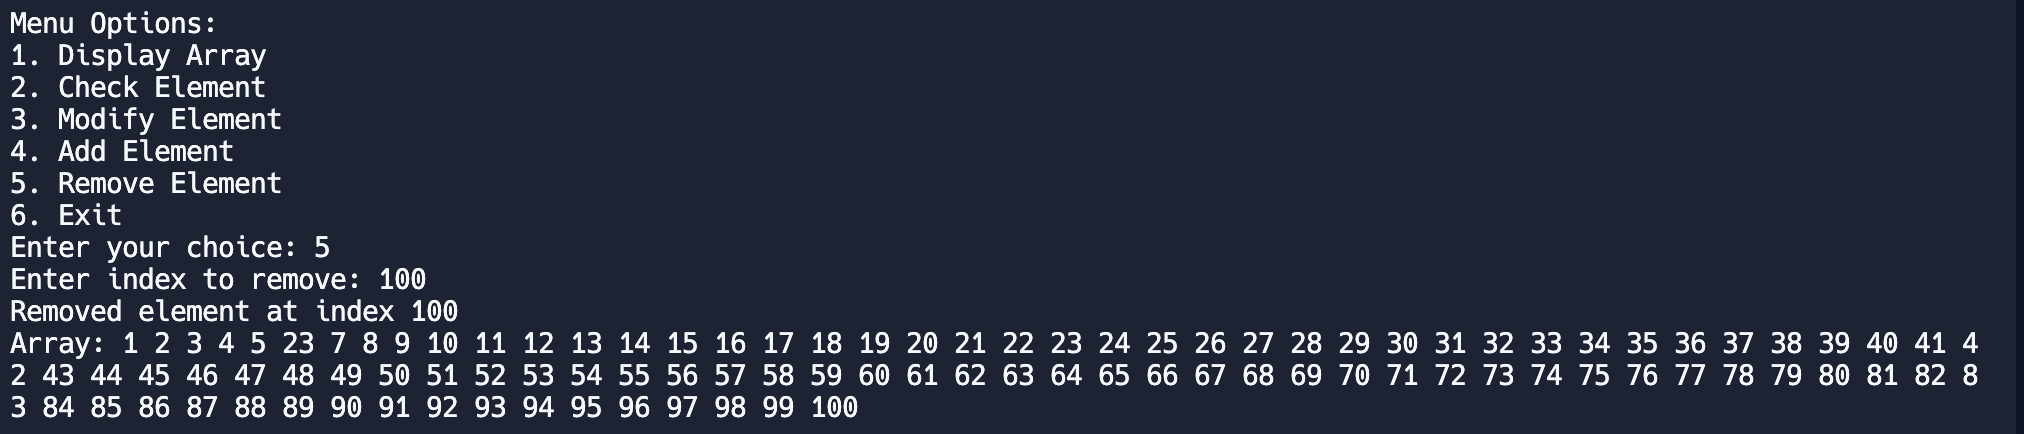 Menu Options:
1. Display Array
2. Check Element
3. Modify Element
4. Add Element
5. Remove Element
6. Exit
Enter your choice: 5
Enter index to remove: 100
Removed element at index 100
Array: 1 2 3 4 5 23 7 8 9 10 11 12 13 14 15 16 17 18 19 20 21 22 23 24 25 26 27 28 29 30 31 32 33 34 35 36 37 38 39 40 41 4
2 43 44 45 46 47 48 49 50 51 52 53 54 55 56 57 58 59 60 61 62 63 64 65 66 67 68 69 70 71 72 73 74 75 76 77 78 79 80 81 82 8
3 84 85 86 87 88 89 90 91 92 93 94 95 96 97 98 99 100